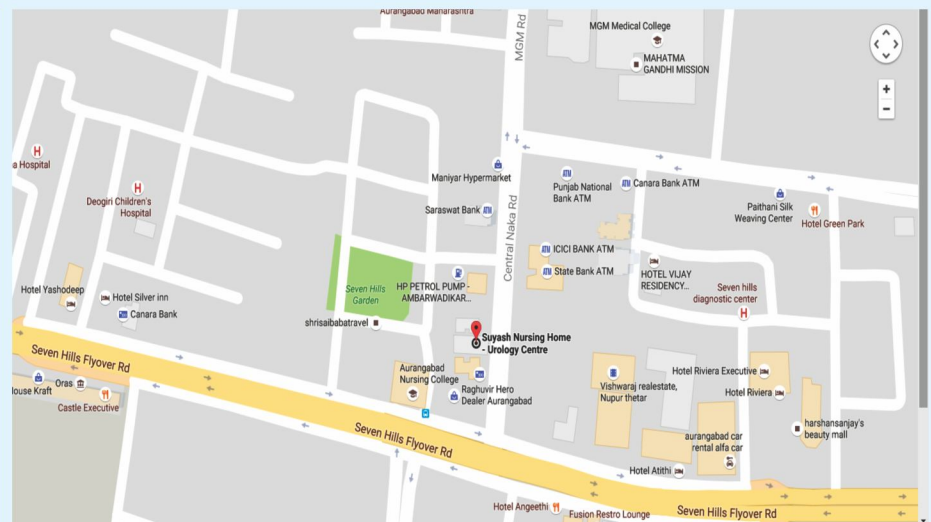 Aurangabad Maharashtra
MGM Rd
MGM Medical College
MAHATMA
GANDHI MISSION
+
−
a Hospital
Deogiri Children's
Hospital
Maniyar Hypermarket
Saraswat Bank
ATM
ATM
Punjab National
Bank ATM
ATM
Canara Bank ATM
Paithani Silk
Weaving Center
Hotel Green Park
Central Naka Rd
ATM
ICICI BANK ATM
ATM
State Bank ATM
HOTEL VIJAY
RESIDENCY...
Seven hills
diagnostic center
Hotel Yashodeep
Hotel Silver inn
Canara Bank
Seven Hills
Garden
HP PETROL PUMP -
AMBARWADIKAR...
shrisaibabatravel
Suyash Nursing Home
- Urology Centre
Seven Hills Flyover Rd
ouse Kraft
Oras
Castle Executive
Aurangabad
Nursing College
Raghuvir Hero
Dealer Aurangabad
Vishwaraj realestate,
Nupur thetar
Hotel Riviera Executive
Hotel Riviera
harshansanjay's
beauty mall
aurangabad car
rental alfa car
Seven Hills Flyover Rd
Hotel Atithi
Hotel Angeethi
Fusion Restro Lounge
Seven Hills Flyover Rd